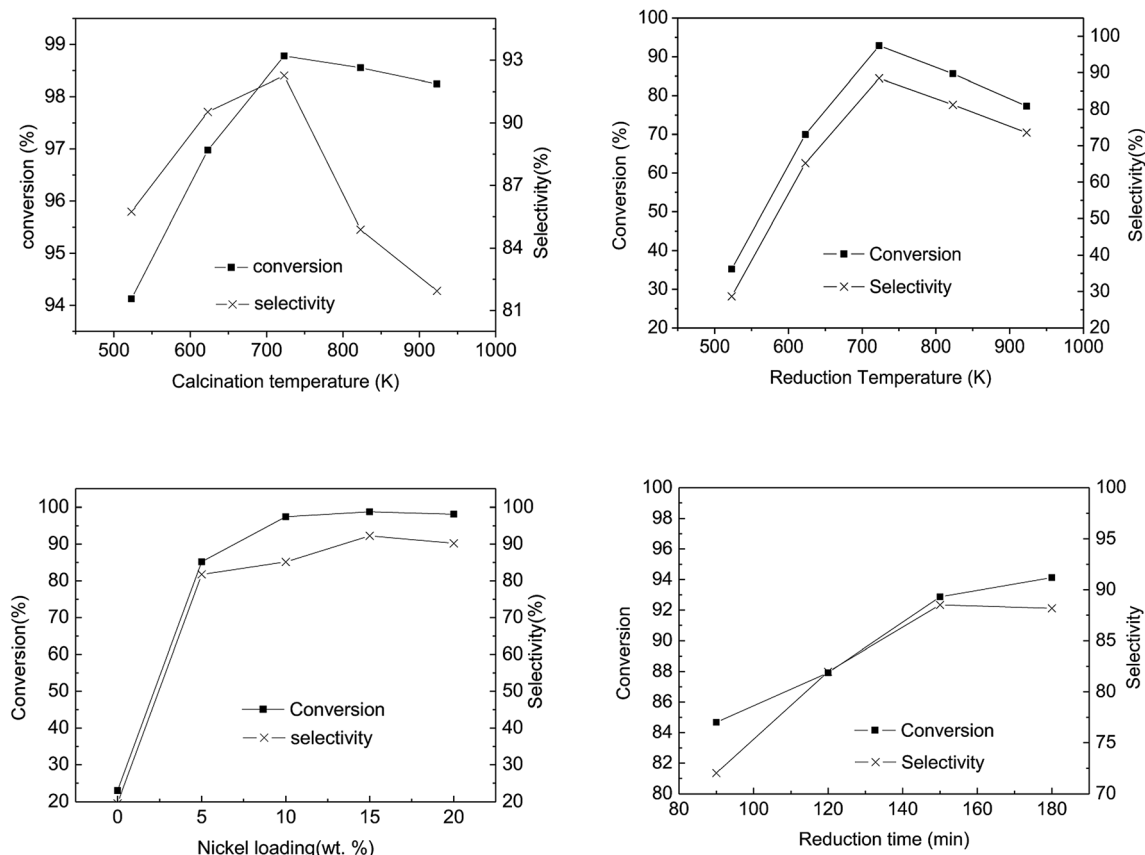 99
98
97
96
95
94
conversion (%)
93
90
87
84
81
Selectivity(%)
conversion
selectivity
500 600 700 800 900 1000
Calcination temperature (K)
100
90
80
70
60
50
40
30
20
Conversion (%)
100
90
80
70
60
50
40
30
20
Selectivity(%)
Conversion
Selectivity
500 600 700 800 900 1000
Reduction Temperature (K)
100
90
80
70
60
50
40
30
20
Conversion(%)
100
90
80
70
60
50
40
30
20
Selectivity(%)
Conversion
selectivity
0 5 10 15 20
Nickel loading(wt. %)
100
98
96
94
92
90
88
86
84
82
80
Conversion
100
95
90
85
80
75
70
Selectivity
Conversion
Selectivity
80 100 120 140 160 180
Reduction time (min)